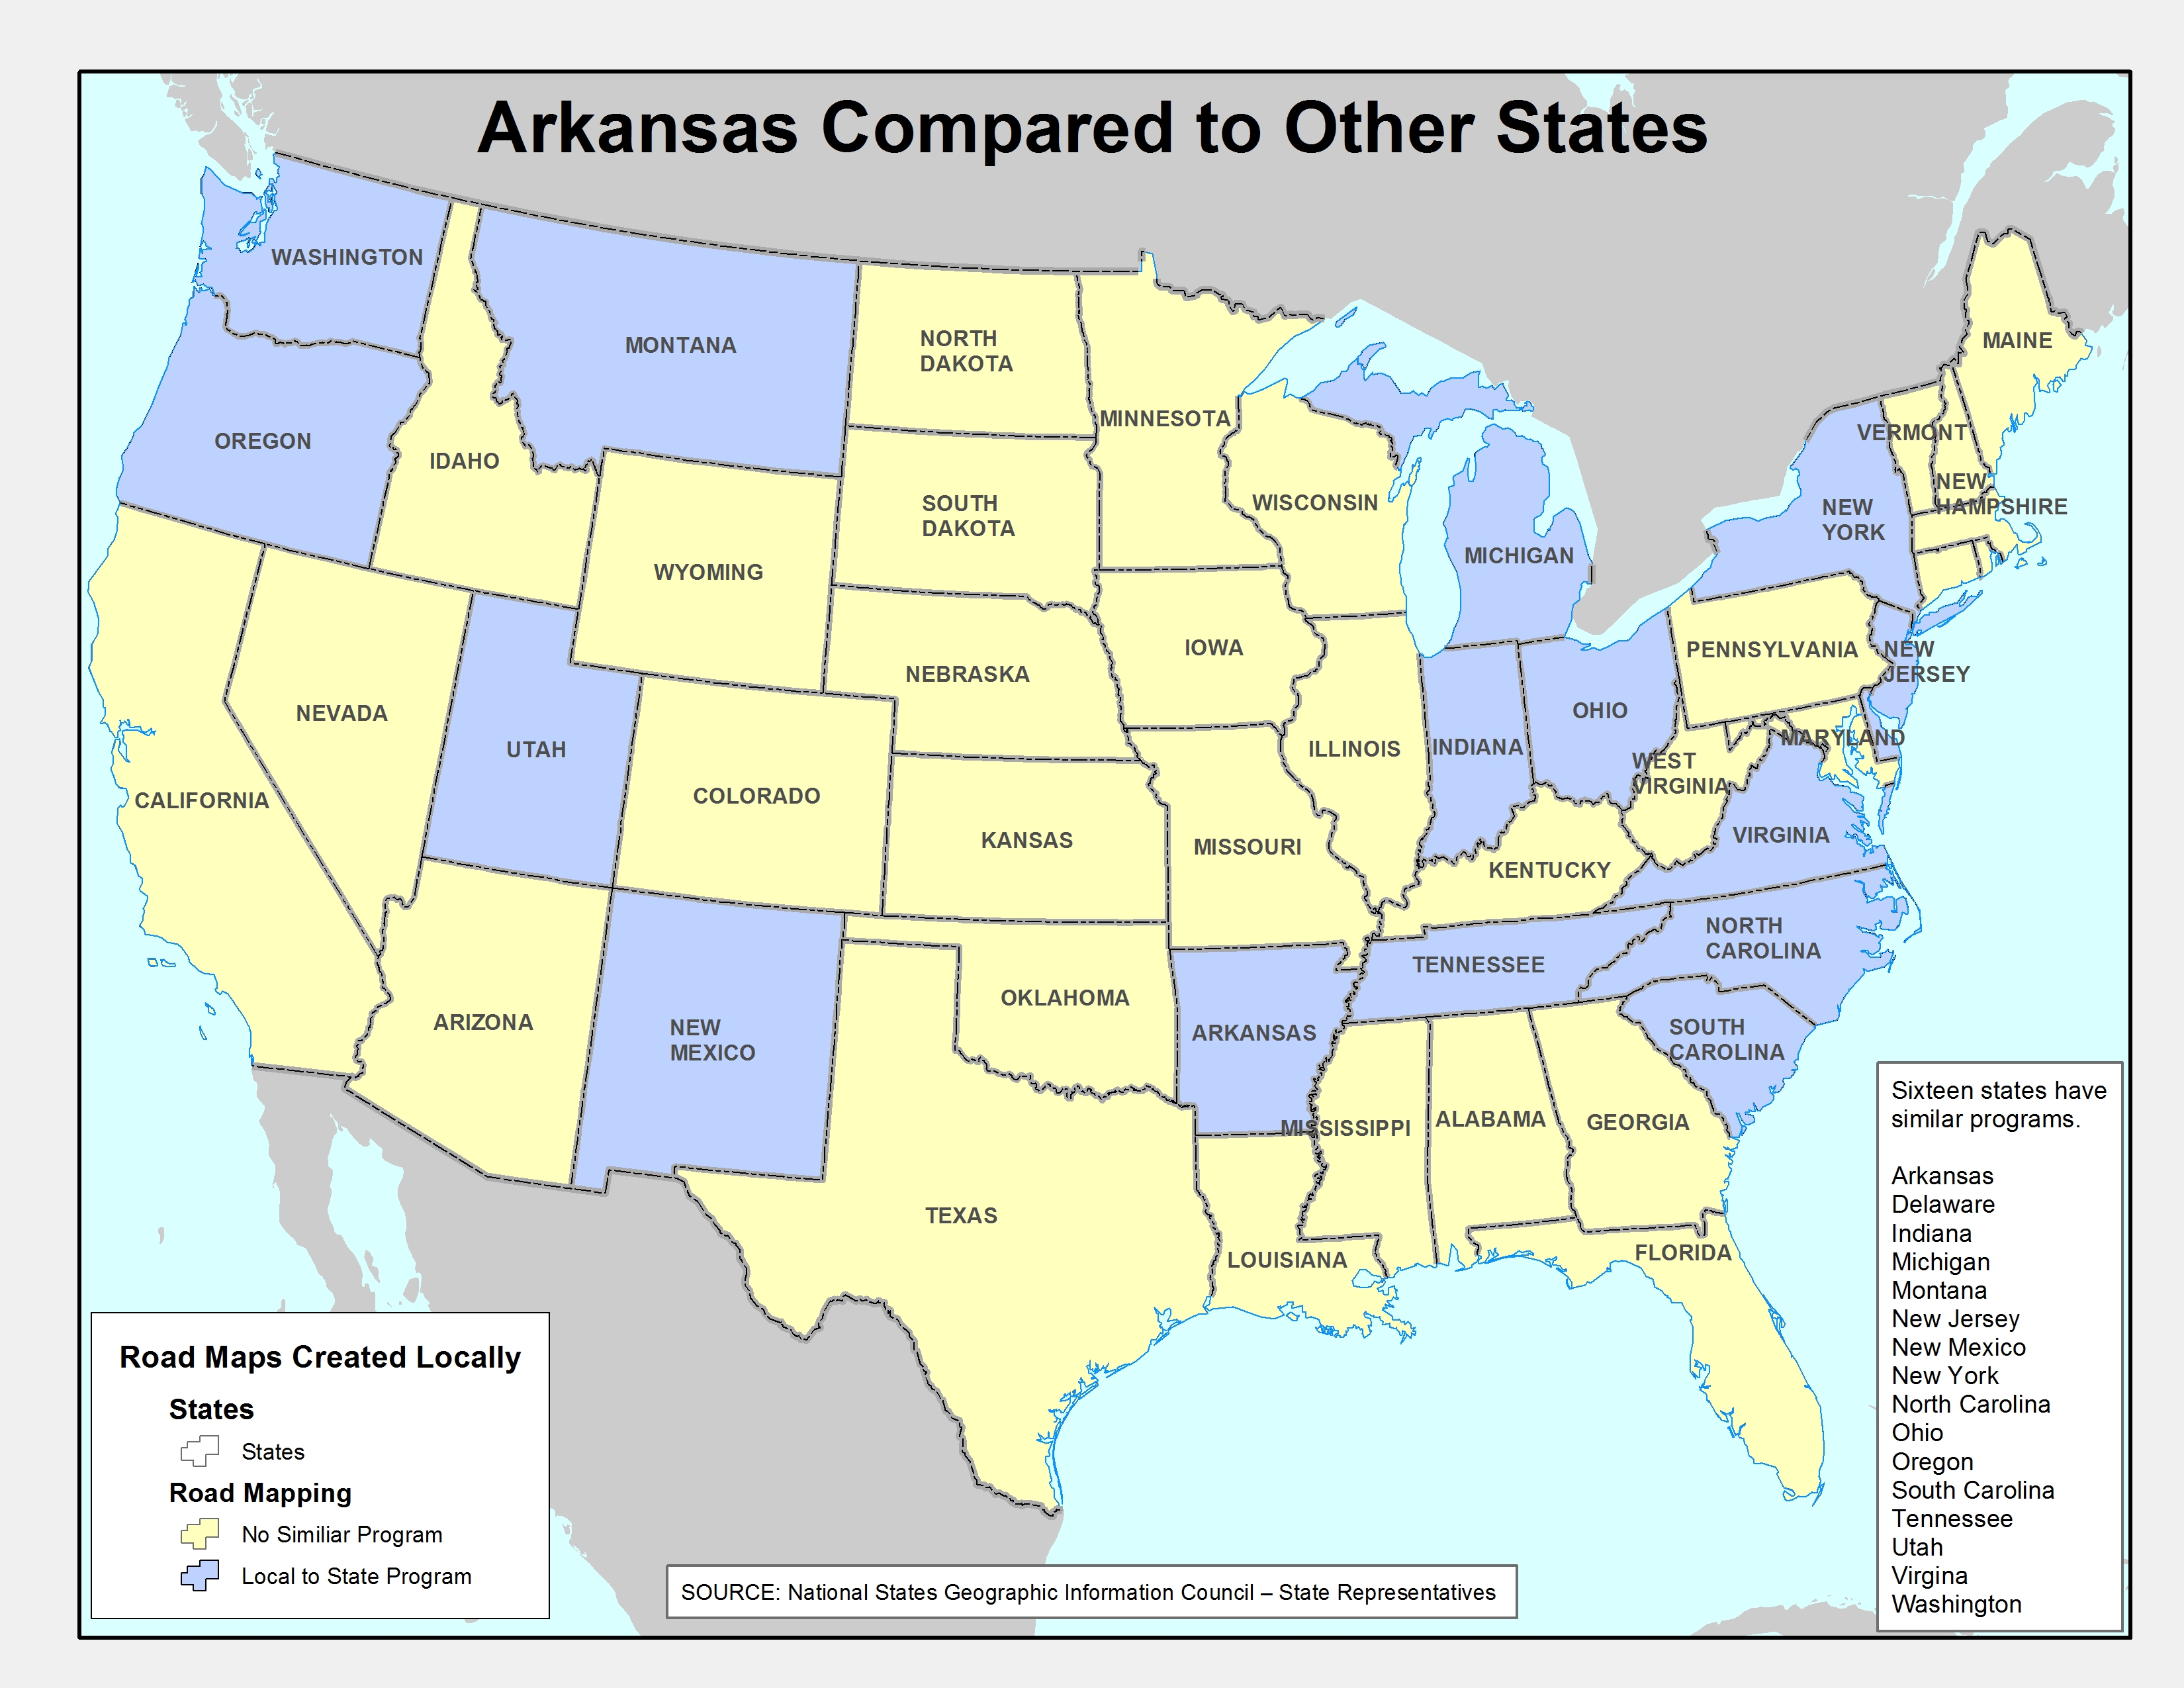 Arkansas Compared to Other States
WASHINGTON
MONTANA
NORTH
DAKOTA
MINNESOTA
MAINE
OREGON
IDAHO
SOUTH
DAKOTA
WISCONSIN
MICHIGAN
VERMONT
NEW
HAMPSHIRE
NEW
YORK
WYOMING
IOWA
NEBRASKA
PENNSYLVANIA
NEW
JERSEY
NEVADA
UTAH
COLORADO
CALIFORNIA
ILLINOIS
INDIANA
OHIO
WEST
VIRGINIA
MARYLAND
VIRGINIA
KANSAS
MISSOURI
KENTUCKY
NORTH
CAROLINA
TENNESSEE
ARIZONA
NEW
MEXICO
OKLAHOMA
ARKANSAS
SOUTH
CAROLINA
MISSISSIPPI
ALABAMA
GEORGIA
TEXAS
LOUISIANA
FLORIDA
Sixteen states have
similar programs.
Arkansas
Delaware
Indiana
Michigan
Montana
New Jersey
New Mexico
New York
North Carolina
Ohio
Oregon
South Carolina
Tennessee
Utah
Virgina
Washington
Road Maps Created Locally
States
States
Road Mapping
No Similiar Program
Local to State Program
SOURCE: National States Geographic Information Council – State Representatives